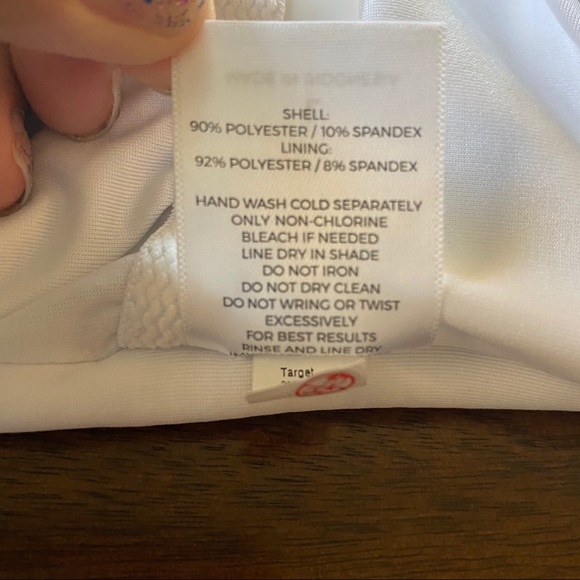 SHELL:
90% POLYESTER / 10% SPANDEX
LINING:
92% POLYESTER / 8% SPANDEX
HAND WASH COLD SEPARATELY
ONLY NON-CHLORINE
BLEACH IF NEEDED
LINE DRY IN SHADE
DO NOT IRON
DO NOT DRY CLEAN
DO NOT WRING OR TWIST
EXCESSIVELY
FOR BEST RESULTS
RINSE AND LINE DRY
Target